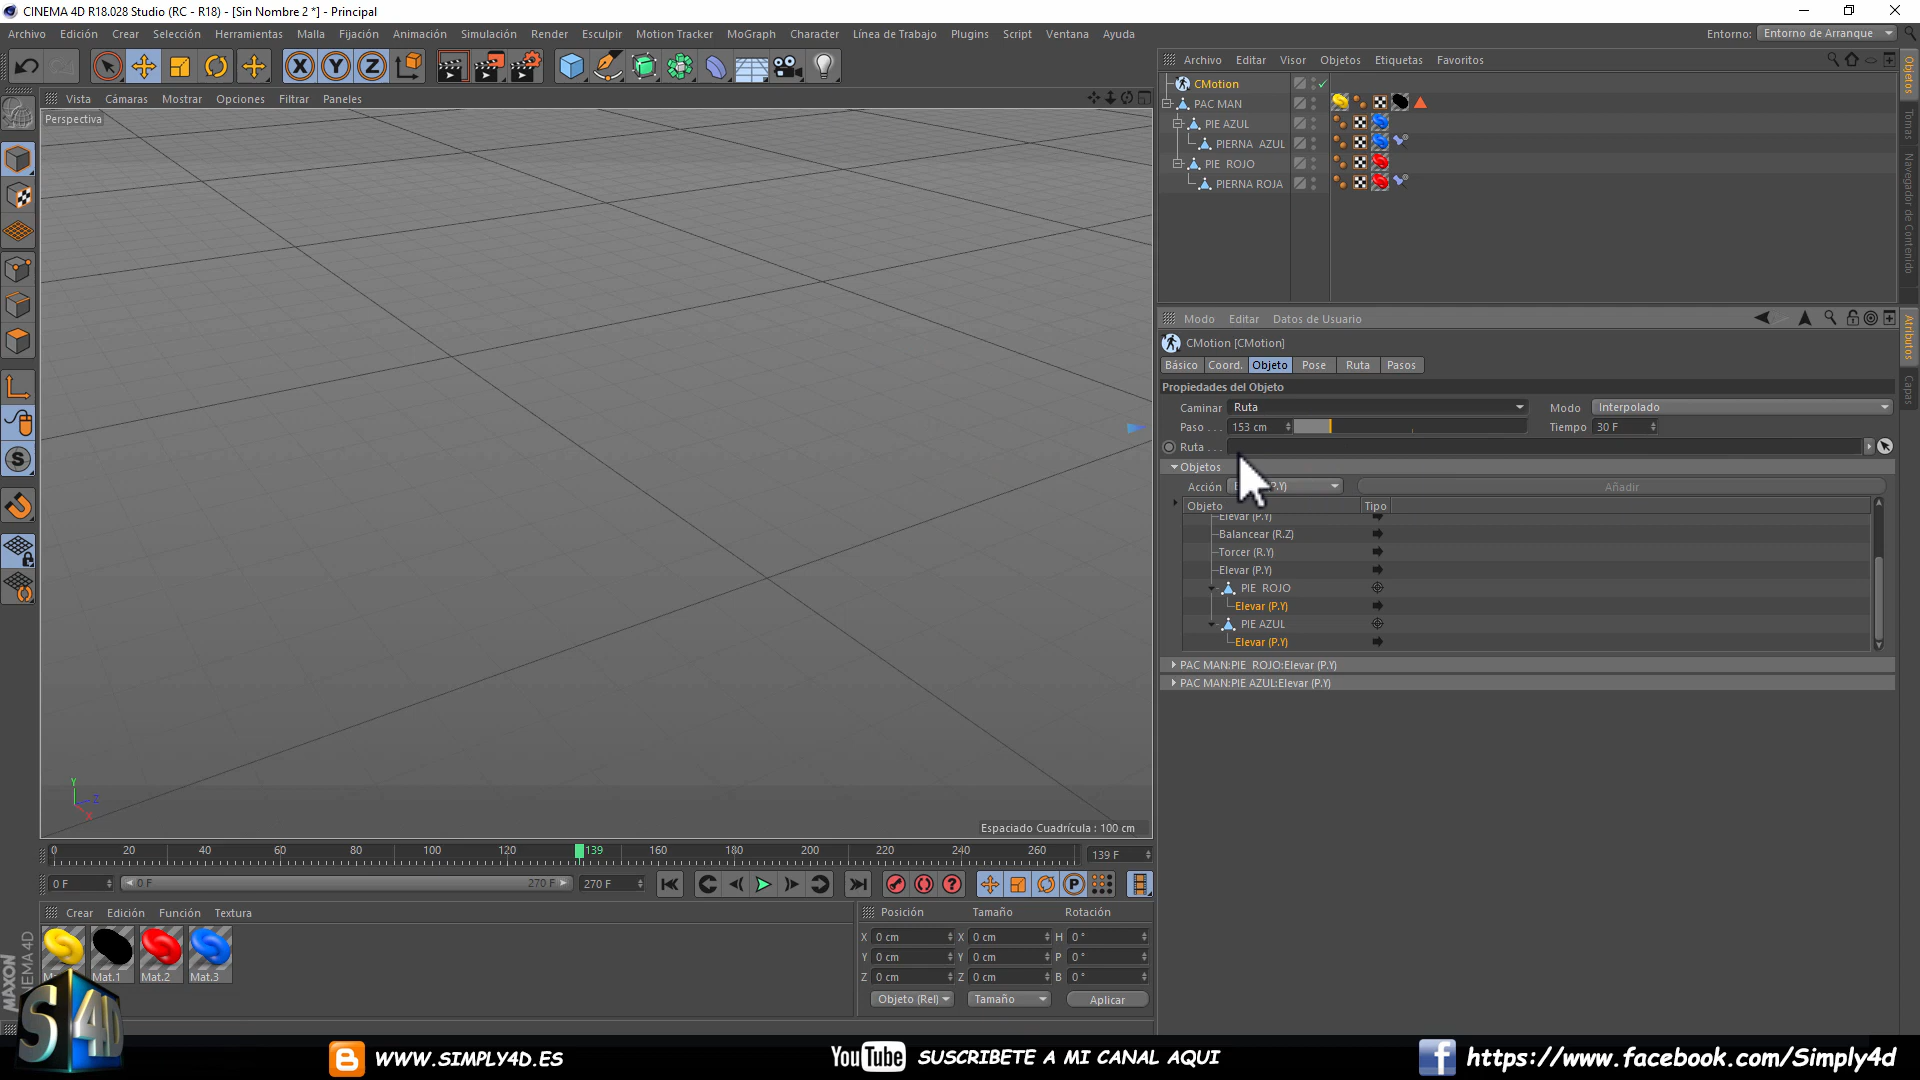 CINEMA 4D R18.028 Studio (RC - R18) - [Sin Nombre 2 *] - Principal
Archivo Edición Crear Selección Herramientas Malla Fijación Animación Simulación Render Esculpir Motion Tracker MoGraph Character Línea de Trabajo Plugins Script Ventana Ayuda Entorno: Entorno de Arranque
Archivo Editar Visor Objetos Etiquetas Favoritos
Vista Cámaras Mostrar Opciones Filtrar Paneles
Perspectiva
CMotion
PAC MAN
PIE AZUL
PIERNA AZUL
PIE ROJO
PIERNA ROJA
Objetos
Tomas
Navegador de Contenido
Modo Editar Datos de Usuario
CMotion [CMotion]
Básico Coord. Objeto Pose Ruta Pasos
Propiedades del Objeto
Caminar Ruta Modo Interpolado
Paso . . . 153 cm Tiempo 30 F
Ruta . . .
Objetos
Acción Añadir
Objeto Tipo
Elevar (P.Y)
Balancear (R.Z)
Torcer (R.Y)
Elevar (P.Y)
PIE ROJO
Elevar (P.Y)
PIE AZUL
Elevar (P.Y)
PAC MAN:PIE ROJO:Elevar (P.Y)
PAC MAN:PIE AZUL:Elevar (P.Y)
Atributos
Capas
Y
Z
X
Espaciado Cuadrícula : 100 cm
0 20 40 60 80 100 120 139 160 180 200 220 240 260 139 F
0 F 0 F 270 F 270 F
Crear Edición Función Textura
Mat.1 Mat.2 Mat.3
Posición Tamaño Rotación
X 0 cm X 0 cm H 0 °
Y 0 cm Y 0 cm P 0 °
Z 0 cm Z 0 cm B 0 °
Objeto (Rel) Tamaño Aplicar
MAXON
CINEMA 4D
S4D
WWW.SIMPLY4D.ES
YouTube SUSCRIBETE A MI CANAL AQUI
https://www.facebook.com/Simply4d